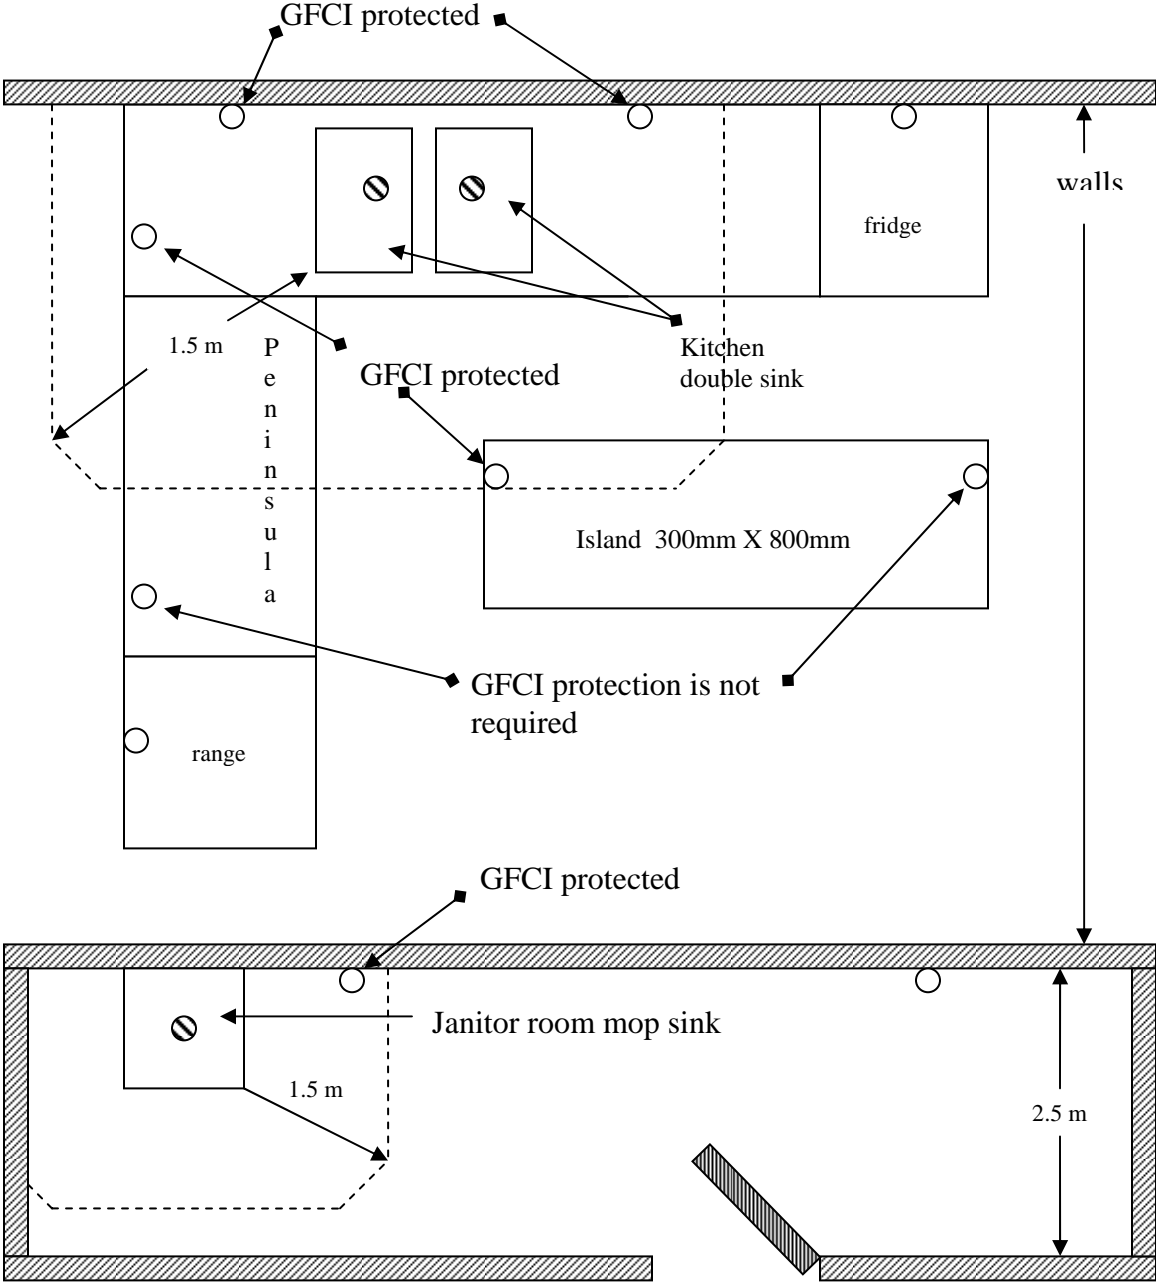 GFCI protected
walls
fridge
1.5 m
Peninsula
Kitchen
double sink
GFCI protected
Island 300mm X 800mm
GFCI protection is not
required
range
GFCI protected
Janitor room mop sink
1.5 m
2.5 m